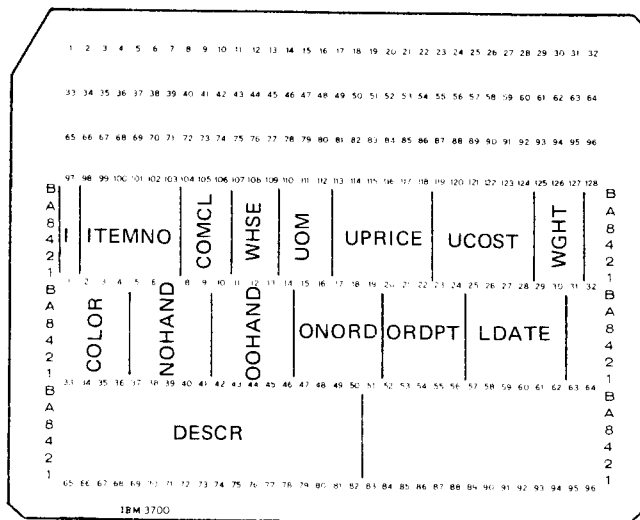 1 2 3 4 5 6 7 8 9 10 11 12 13 14 15 16 17 18 19 20 21 22 23 24 25 26 27 28 29 30 31 32
33 34 35 36 37 38 39 40 41 42 43 44 45 46 47 48 49 50 51 52 53 54 55 56 57 58 59 60 61 62 63 64
65 66 67 68 69 70 71 72 73 74 75 76 77 78 79 80 81 82 83 84 85 86 87 88 89 90 91 92 93 94 95 96
97 98 99 100 101 102 103 104 105 106 107 108 109 110 111 112 113 114 115 116 117 118 119 120 121 122 123 124 125 126 127 128
B A 8 4 2 1 I ITEMNO COMCL WHSE UOM UPRICE UCOST WGHT B A 8 4 2 1
1 2 3 4 5 6 7 8 9 10 11 12 13 14 15 16 17 18 19 20 21 22 23 24 25 26 27 28 29 30 31 32
B A 8 4 2 1 COLOR NOHAND OOHAND ONORD ORDPT LDATE B A 8 4 2 1
33 34 35 36 37 38 39 40 41 42 43 44 45 46 47 48 49 50 51 52 53 54 55 56 57 58 59 60 61 62 63 64
B A 8 4 2 1 DESCR B A 8 4 2 1
65 66 67 68 69 70 71 72 73 74 75 76 77 78 79 80 81 82 83 84 85 86 87 88 89 90 91 92 93 94 95 96
IBM 3700